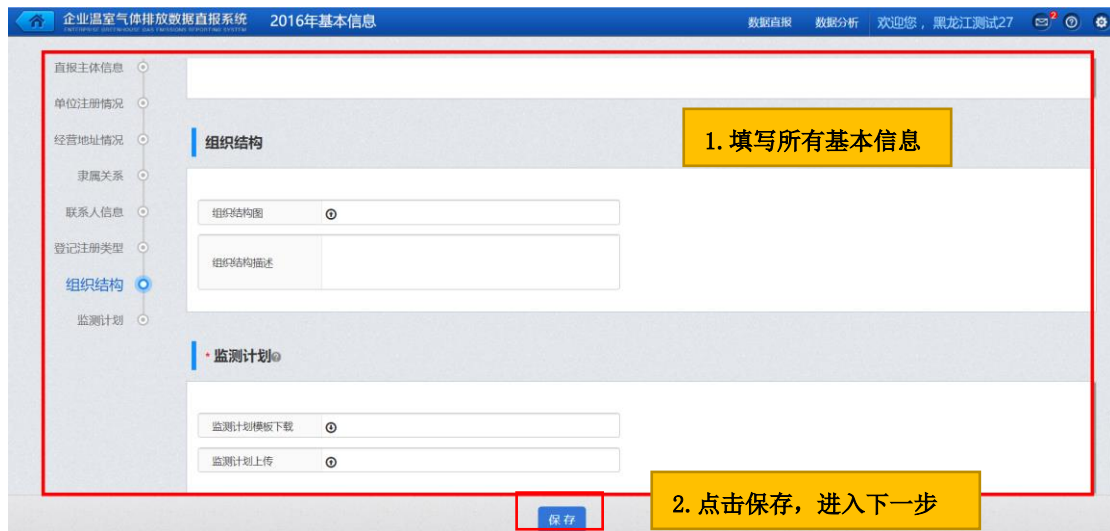 企业温室气体排放数据直报系统 2016年基本信息 数据直报 数据分析 欢迎您，黑龙江测试27 2
ENTERPRISE GREENHOUSE GAS EMISSIONS REPORTING SYSTEM
直报主体信息
单位注册情况
经营地址情况
隶属关系
联系人信息
登记注册类型
组织结构
监测计划
1.填写所有基本信息
组织结构
组织结构图
组织结构描述
*监测计划
监测计划模板下载
监测计划上传
2.点击保存，进入下一步
保存